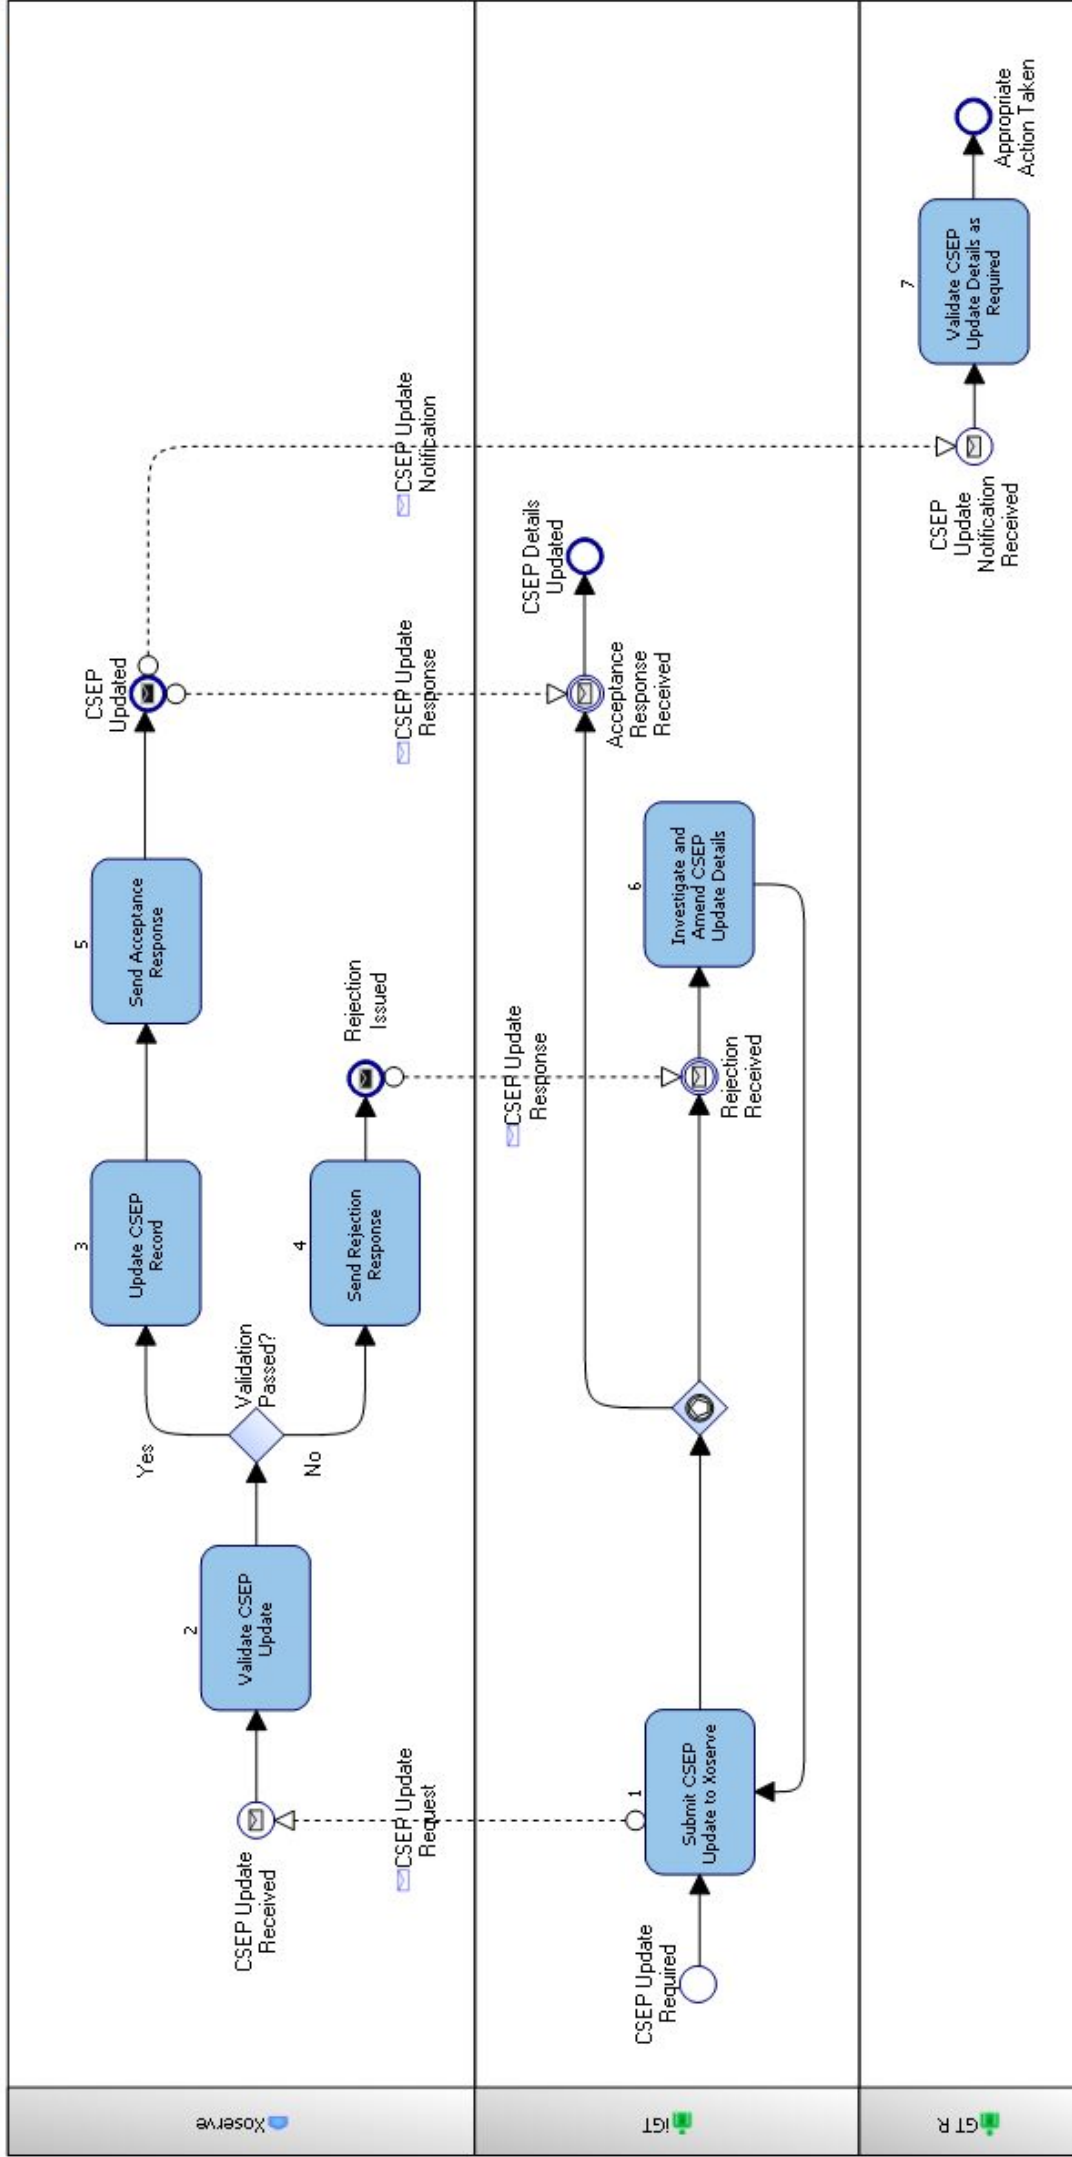 Xoserve
CSEP Update
Received
2
Validate CSEP
Update
Validation
Passed?
Yes
No
3
Update CSEP
Record
4
Send Rejection
Response
5
Send Acceptance
Response
Rejection
Issued
CSEP
Updated
CSEP Update
Request
CSEP Update
Response
CSEP Update
Response
CSEP Update
Notification
iGT
CSEP Update
Required
1
Submit CSEP
Update to Xoserve
Rejection
Received
6
Investigate and
Amend CSEP
Update Details
Acceptance
Response
Received
CSEP Details
Updated
GT R
CSEP
Update
Notification
Received
7
Validate CSEP
Update Details as
Required
Appropriate
Action Taken